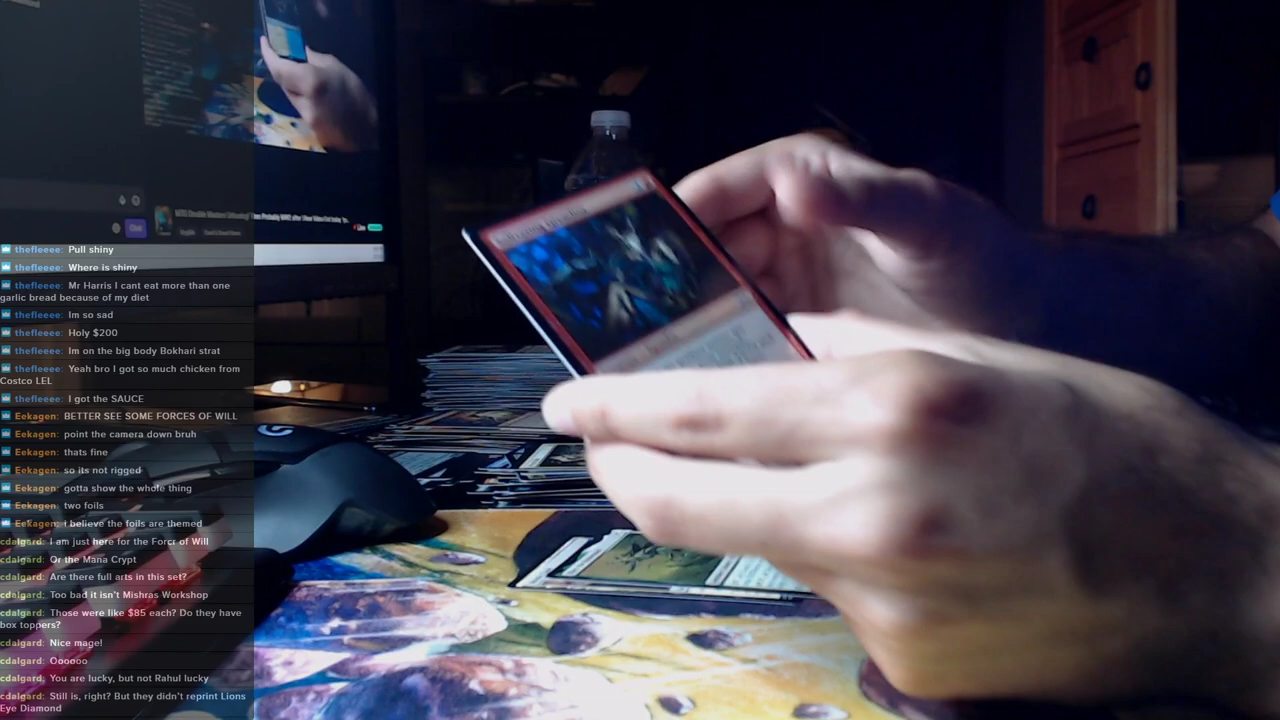 thefleeee: Pull shiny
thefleeee: Where is shiny
thefleeee: Mr Harris I cant eat more than one
garlic bread because of my diet
thefleeee: Im so sad
thefleeee: Holy $200
thefleeee: Im on the big body Bokhari strat
thefleeee: Yeah bro I got so much chicken from
Costco LEL
thefleeee: I got the SAUCE
Eekagen: BETTER SEE SOME FORCES OF WILL
Eekagen: point the camera down bruh
Eekagen: thats fine
Eekagen: so its not rigged
Eekagen: gotta show the whole thing
Eekagen: two foils
Eekagen: i believe the foils are themed
cdalgard: I am just here for the Forcr of Will
cdalgard: Or the Mana Crypt
cdalgard: Are there full arts in this set?
cdalgard: Too bad it isn't Mishras Workshop
cdalgard: Those were like $85 each? Do they have
box toppers?
cdalgard: Nice mage!
cdalgard: Oooooo
cdalgard: You are lucky, but not Rahul lucky
cdalgard: Still is, right? But they didn't reprint Lions
Eye Diamond